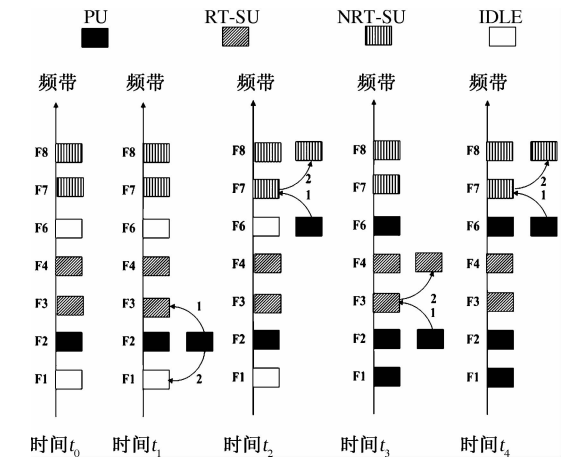 PU RT-SU NRT-SU IDLE
频带 频带 频带 频带 频带
F8 F8 F8 F8 F8
2 2
F7 F7 F7 F7 F7
1 1
F6 F6 F6 F6 F6
F4 F4 F4 F4 F4
F3 1 F3 F3 F3 2 F3
1
F2 F2 F2 F2 F2
F1 F1 2 F1 F1 F1
时间t0 时间t1 时间t2 时间t3 时间t4